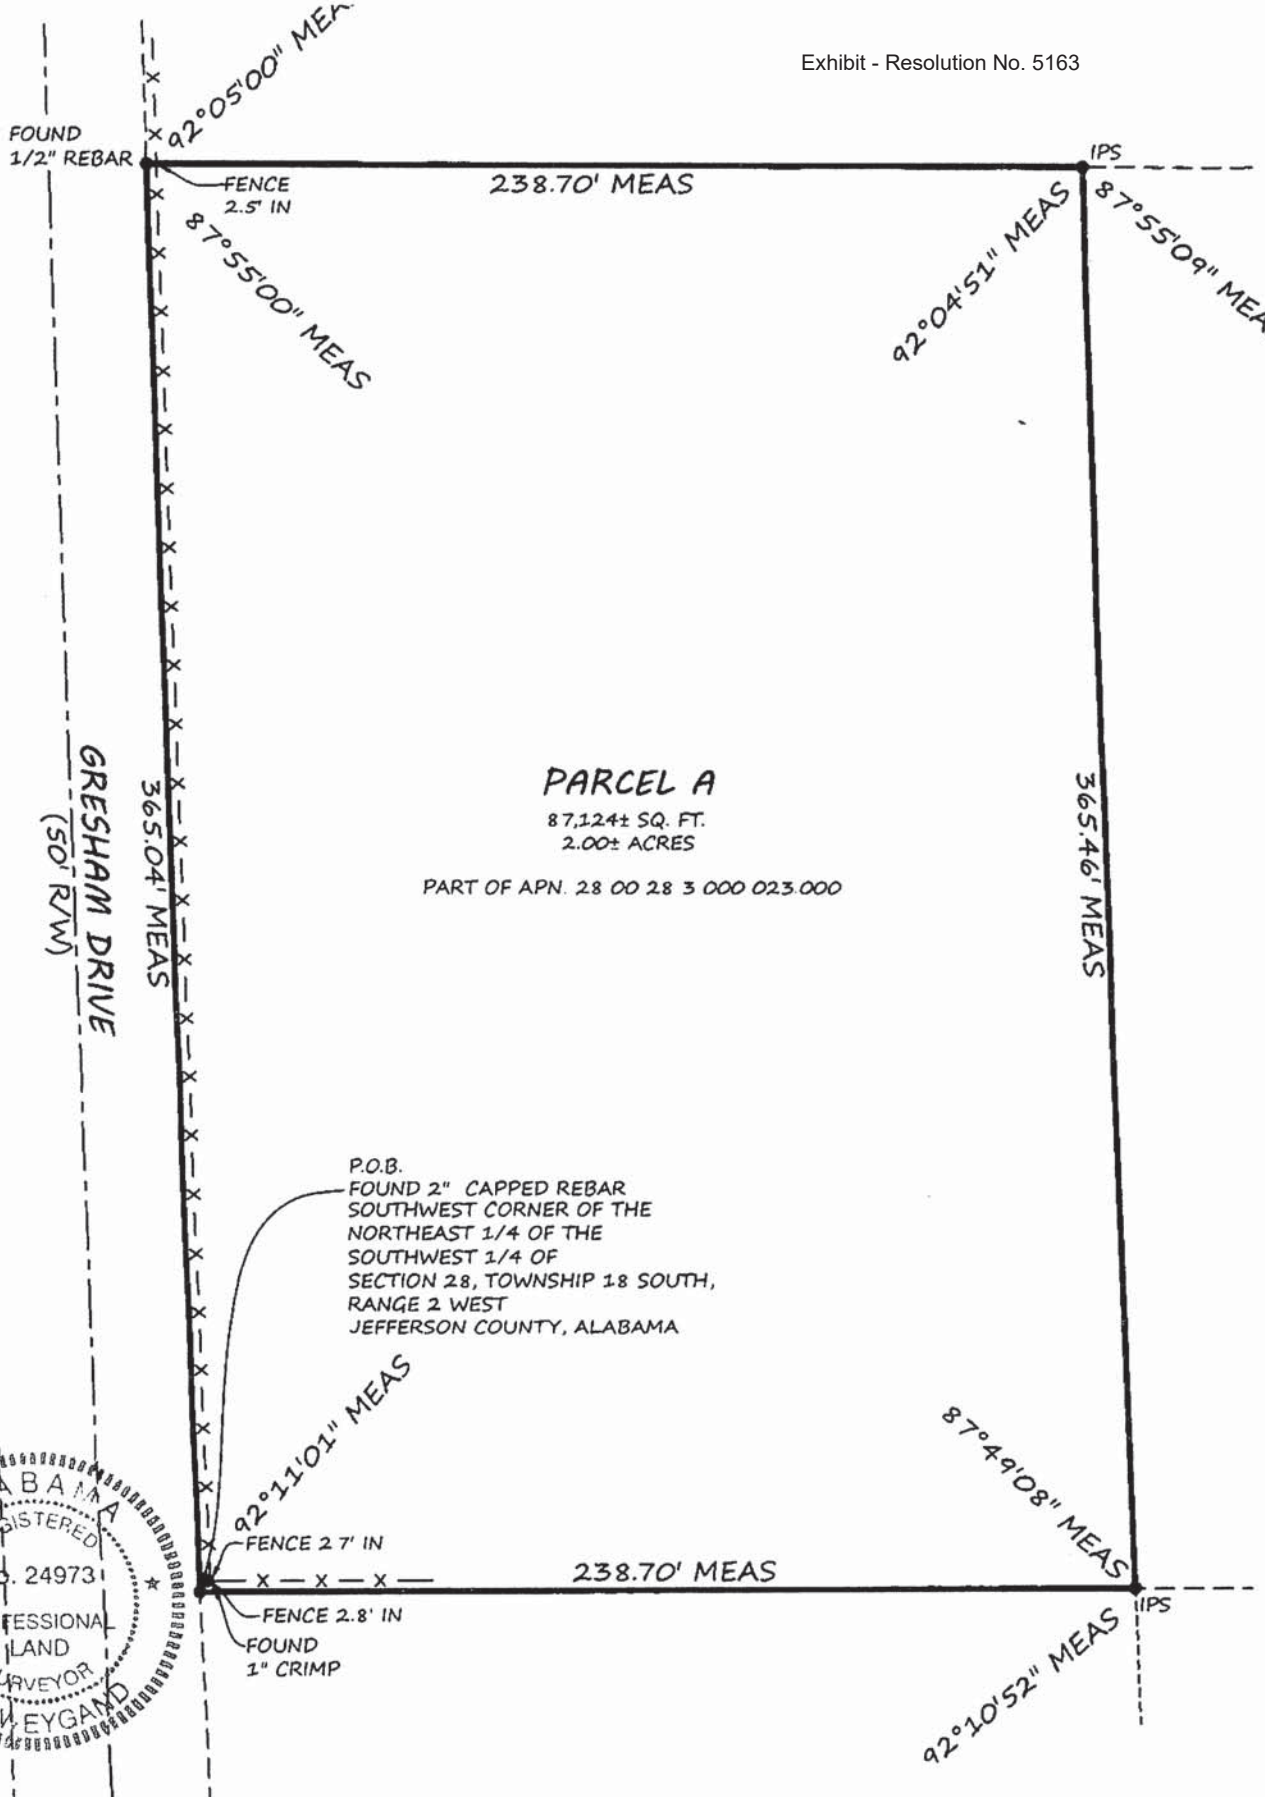 Exhibit - Resolution No. 5163
92°05'00" MEA
FOUND
1/2" REBAR
IPS
FENCE
2.5' IN
238.70' MEAS
87°55'00" MEAS
92°04'51" MEAS
87°55'09" MEA
GRESHAM DRIVE
(50' R/W)
365.04' MEAS
PARCEL A
87,124± SQ. FT.
2.00± ACRES
PART OF APN. 28 00 28 3 000 023.000
365.46' MEAS
P.O.B.
FOUND 2" CAPPED REBAR
SOUTHWEST CORNER OF THE
NORTHEAST 1/4 OF THE
SOUTHWEST 1/4 OF
SECTION 28, TOWNSHIP 18 SOUTH,
RANGE 2 WEST
JEFFERSON COUNTY, ALABAMA
92°11'01" MEAS
87°49'08" MEAS
FENCE 2 7' IN
238.70' MEAS
FENCE 2.8' IN
FOUND
1" CRIMP
IPS
92°10'52" MEAS
ABAMA
GISTERED
. 24973
FESSIONAL
LAND
URVEYOR
WEYGAND